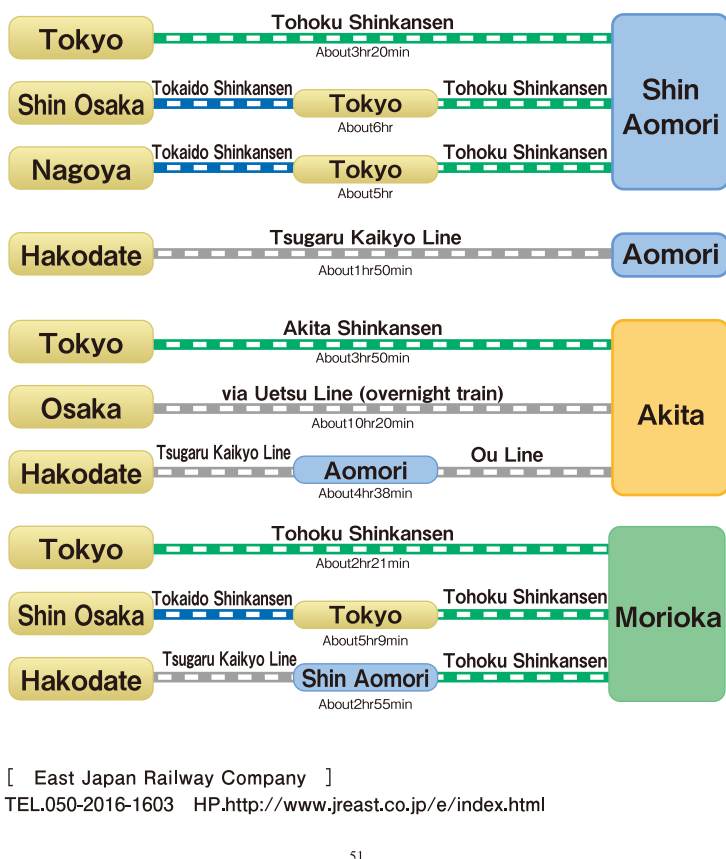 Tohoku Shinkansen
Tokyo
About3hr20min
Shin Aomori
Tokaido Shinkansen
Tohoku Shinkansen
Shin Osaka
Tokyo
About6hr
Tokaido Shinkansen
Tohoku Shinkansen
Nagoya
Tokyo
About5hr
Tsugaru Kaikyo Line
Hakodate
Aomori
About1hr50min
Akita Shinkansen
Tokyo
About3hr50min
via Uetsu Line (overnight train)
Osaka
Akita
About10hr20min
Tsugaru Kaikyo Line
Ou Line
Hakodate
Aomori
About4hr38min
Tohoku Shinkansen
Tokyo
About2hr21min
Tokaido Shinkansen
Tohoku Shinkansen
Shin Osaka
Tokyo
Morioka
About5hr9min
Tsugaru Kaikyo Line
Tohoku Shinkansen
Hakodate
Shin Aomori
About2hr55min
[ East Japan Railway Company ]
TEL.050-2016-1603 HP.http://www.jreast.co.jp/e/index.html
51